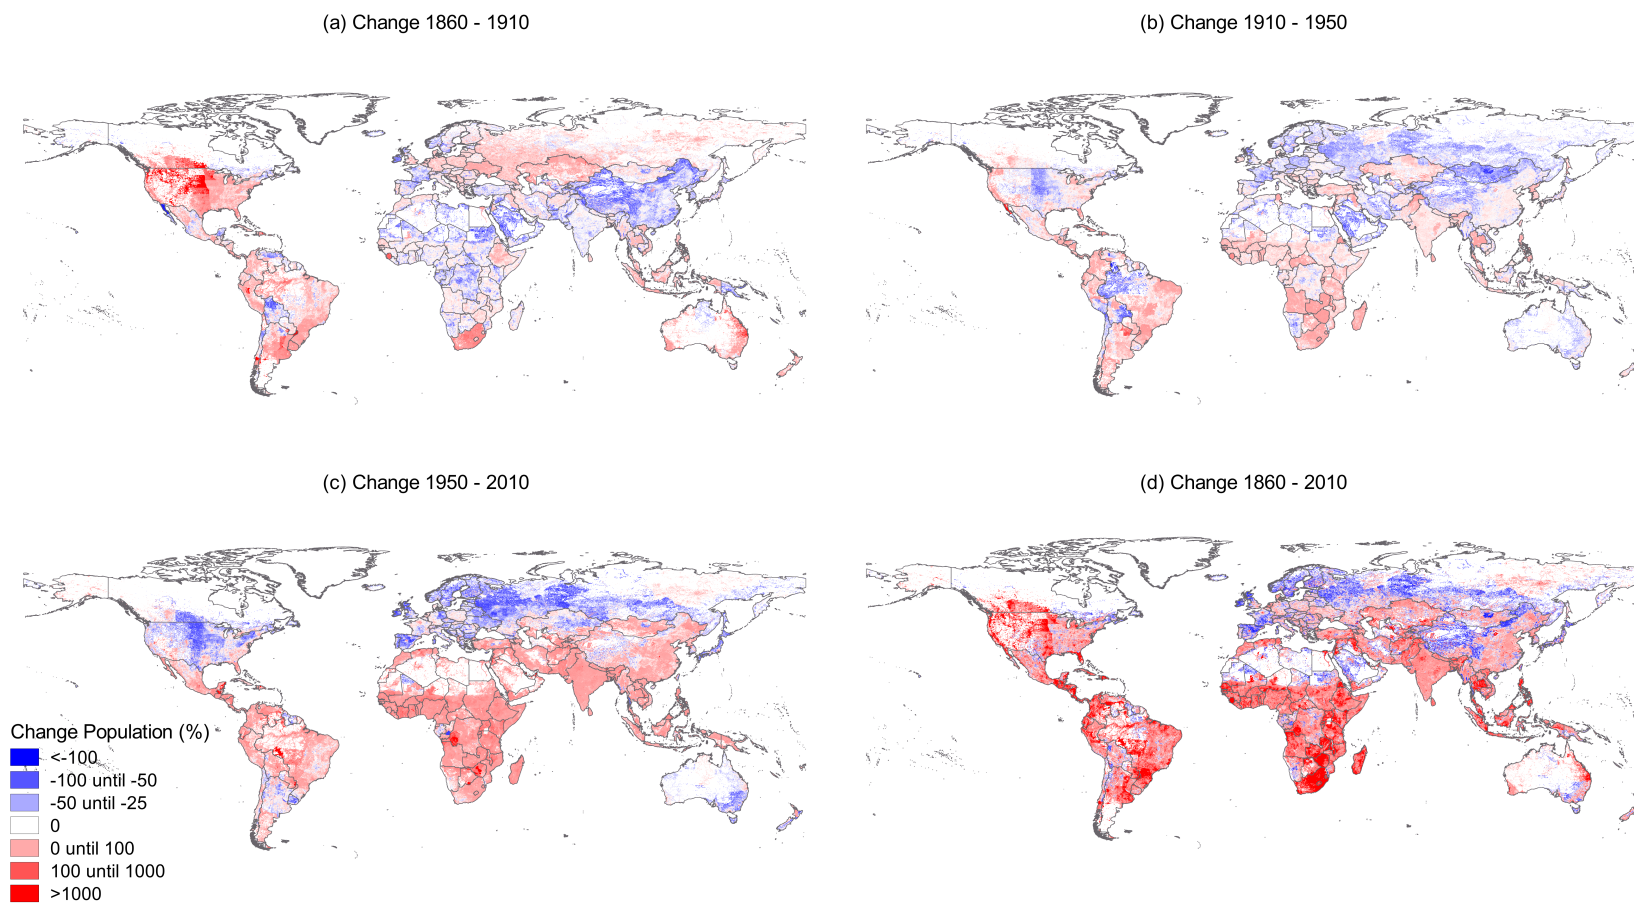 (a) Change 1860 - 1910
(b) Change 1910 - 1950
(c) Change 1950 - 2010
(d) Change 1860 - 2010
Change Population (%)
<-100
-100 until -50
-50 until -25
0
0 until 100
100 until 1000
>1000